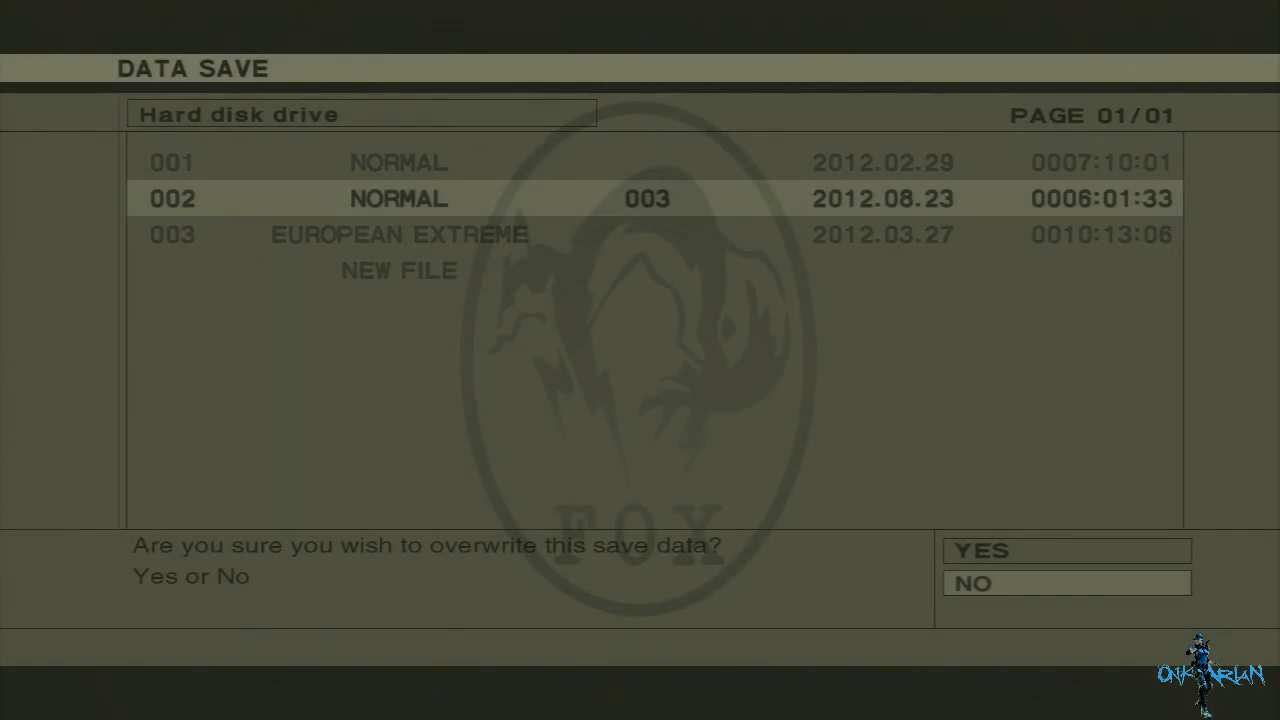 DATA SAVE
Hard disk drive PAGE 01/01
001 NORMAL 2012.02.29 0007:10:01
002 NORMAL 003 2012.08.23 0006:01:33
003 EUROPEAN EXTREME 2012.03.27 0010:13:06
NEW FILE
FOX
Are you sure you wish to overwrite this save data?
Yes or No
YES
NO